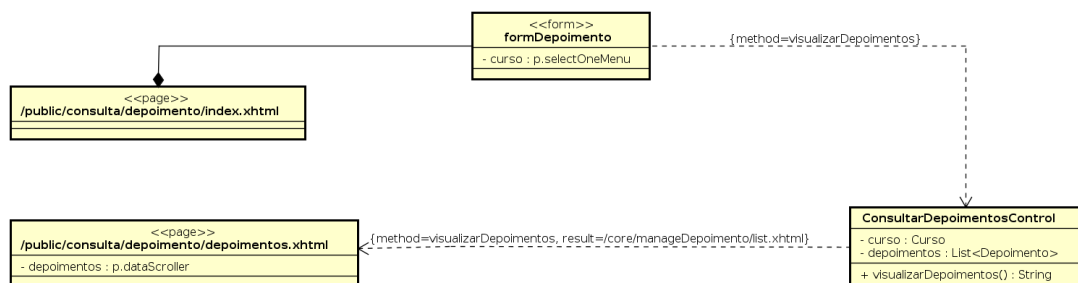 <<form>>
formDepoimento
- curso : p.selectOneMenu
{method=visualizarDepoimentos}
<<page>>
/public/consulta/depoimento/index.xhtml
<<page>>
/public/consulta/depoimento/depoimentos.xhtml
- depoimentos : p.dataScroller
{method=visualizarDepoimentos, result=/core/manageDepoimento/list.xhtml}
ConsultarDepoimentosControl
- curso : Curso
- depoimentos : List<Depoimento>
+ visualizarDepoimentos() : String